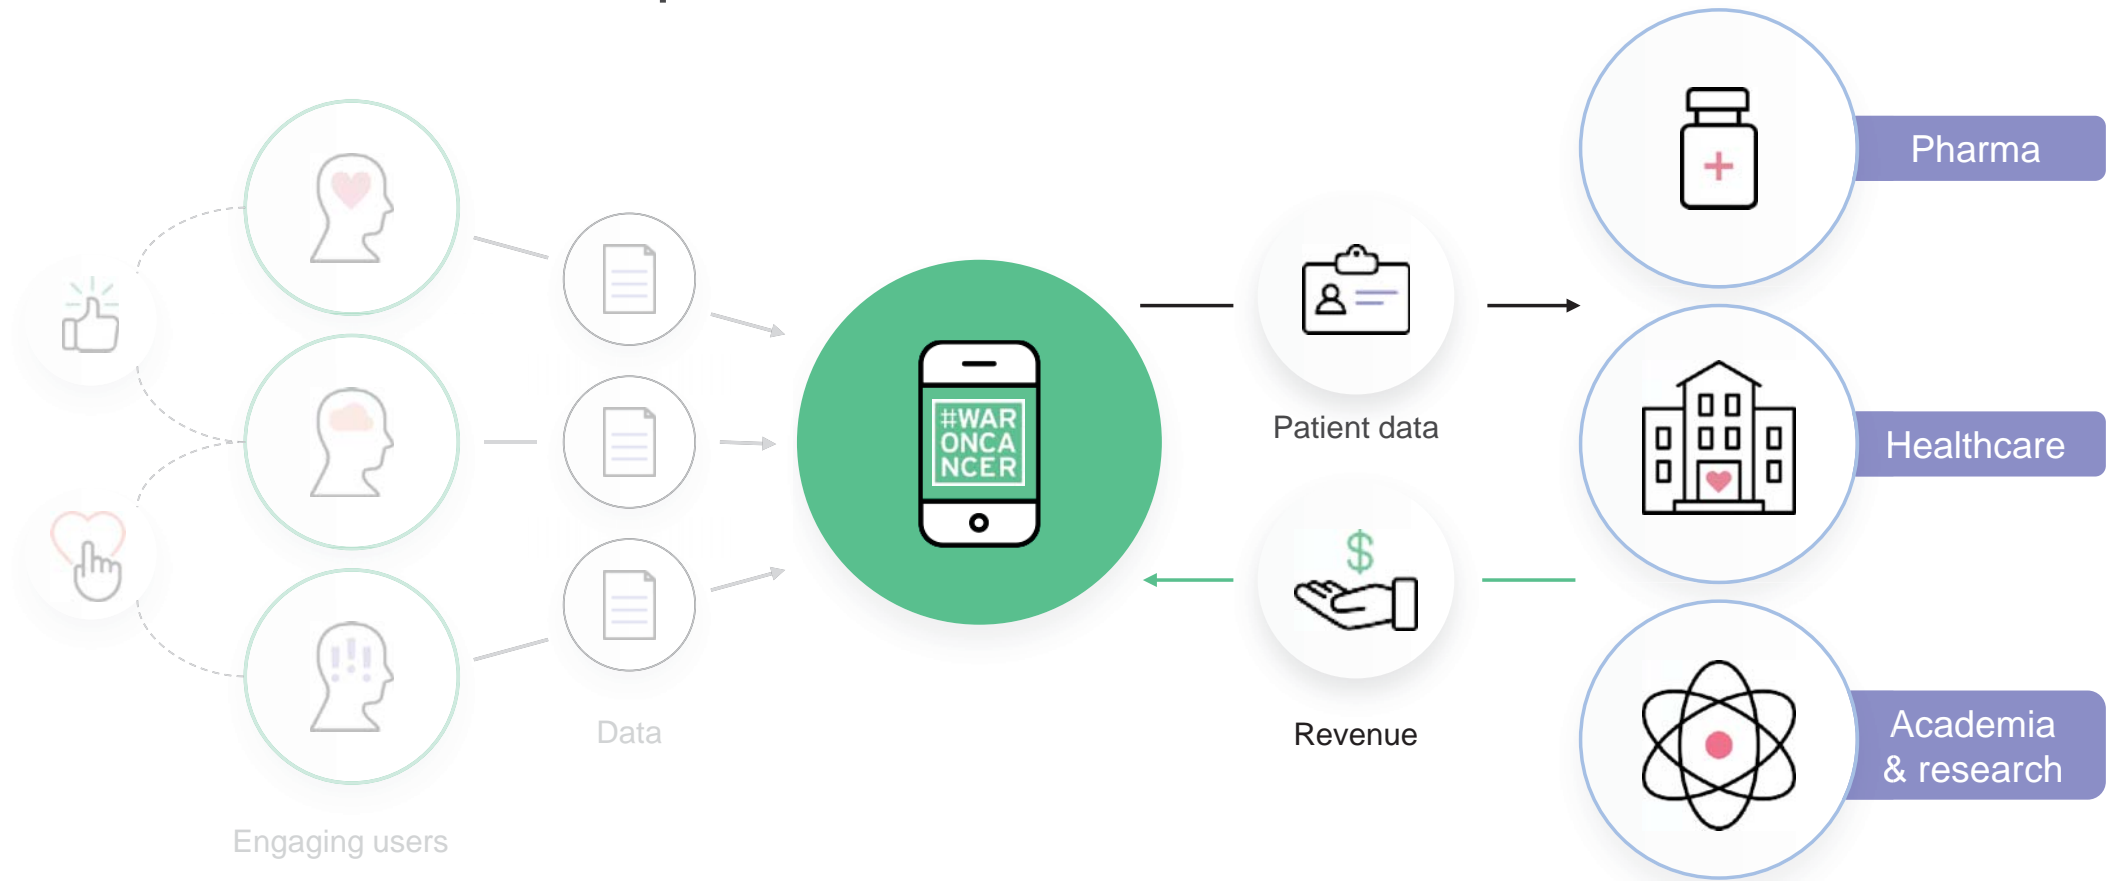 Pharma
#WAR
ONCA
NCER
Patient data
Healthcare
Data
Revenue
Academia
& research
Engaging users